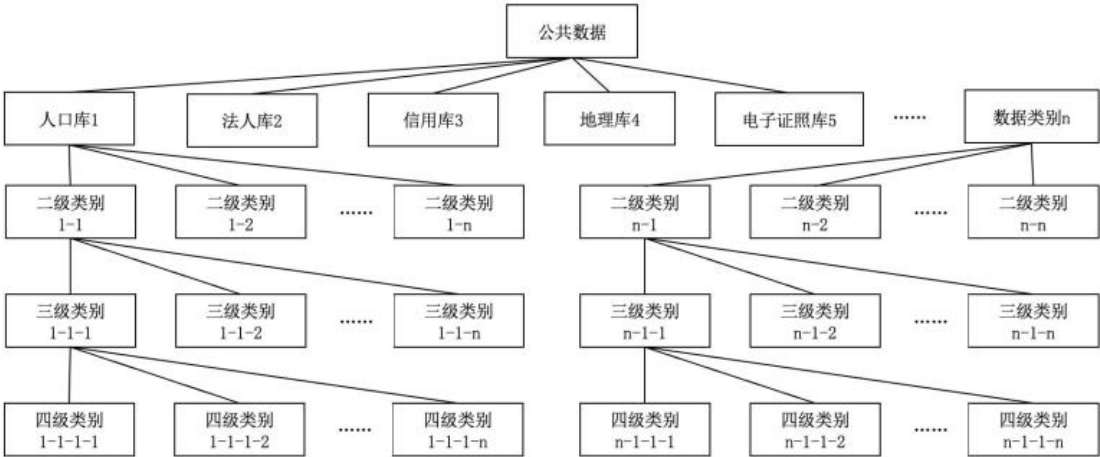 公共数据
人口库1
法人库2
信用库3
地理库4
电子证照库5
……
数据类别n
二级类别
1-1
二级类别
1-2
……
二级类别
1-n
二级类别
n-1
二级类别
n-2
……
二级类别
n-n
三级类别
1-1-1
三级类别
1-1-2
……
三级类别
1-1-n
三级类别
n-1-1
三级类别
n-1-2
……
三级类别
n-1-n
四级类别
1-1-1-1
四级类别
1-1-1-2
……
四级类别
1-1-1-n
四级类别
n-1-1-1
四级类别
n-1-1-2
……
四级类别
n-1-1-n